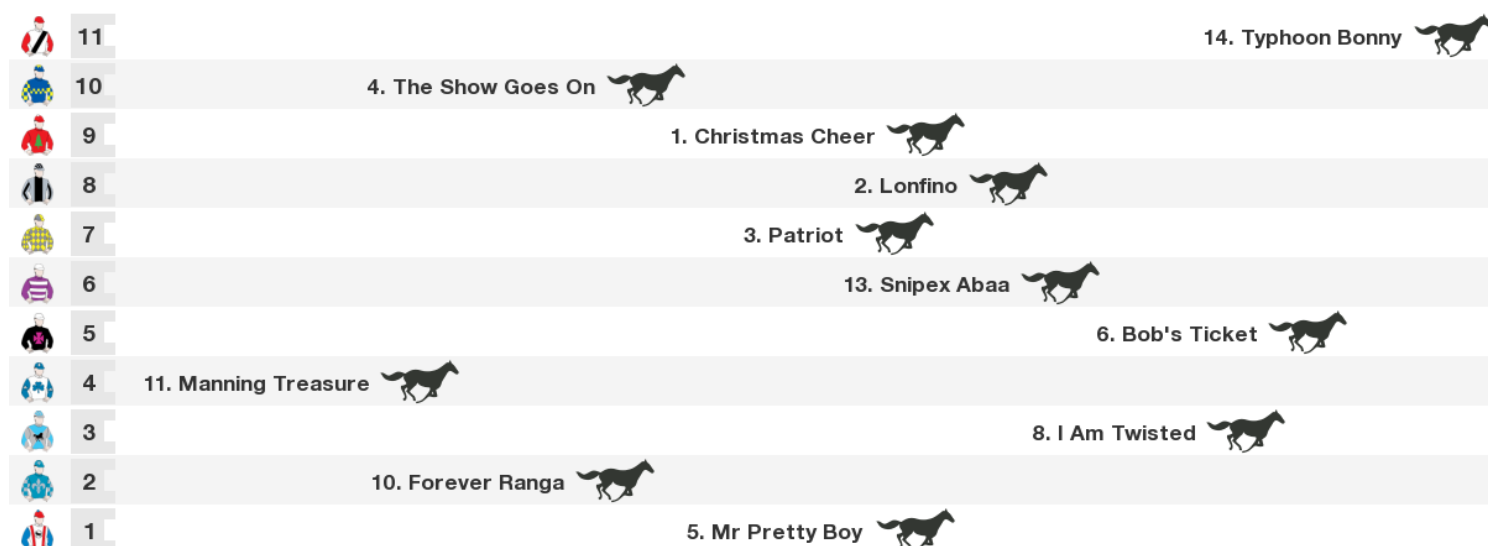 11 14. Typhoon Bonny
10 4. The Show Goes On
9 1. Christmas Cheer
8 2. Lonfino
7 3. Patriot
6 13. Snipex Abaa
5 6. Bob's Ticket
4 11. Manning Treasure
3 8. I Am Twisted
2 10. Forever Ranga
1 5. Mr Pretty Boy